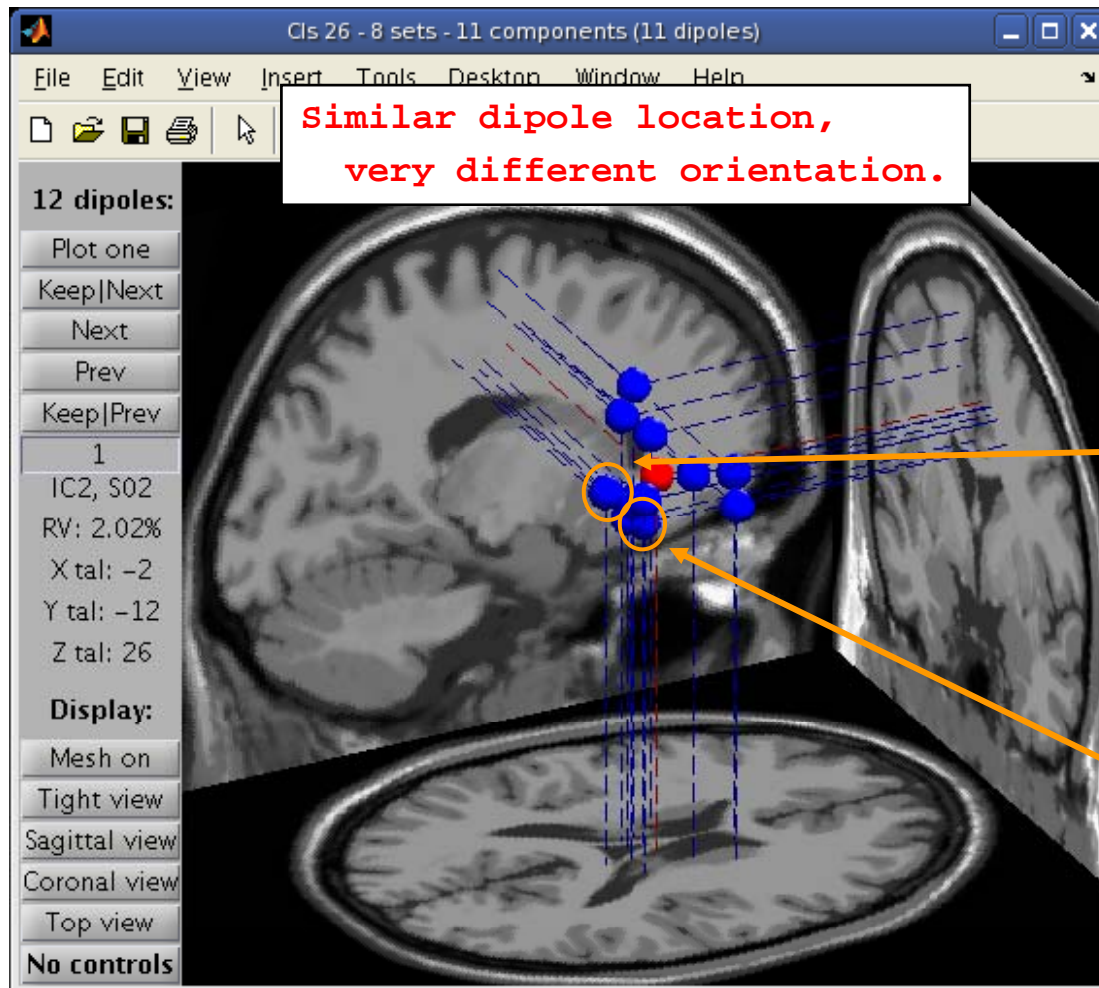 Cls 26 - 8 sets - 11 components (11 dipoles)
File Edit View Insert Tools Desktop Window Help
Similar dipole location,
very different orientation.
12 dipoles:
Plot one
Keep|Next
Next
Prev
Keep|Prev
1
IC2, S02
RV: 2.02%
X tal: -2
Y tal: -12
Z tal: 26
Display:
Mesh on
Tight view
Sagittal view
Coronal view
Top view
No controls